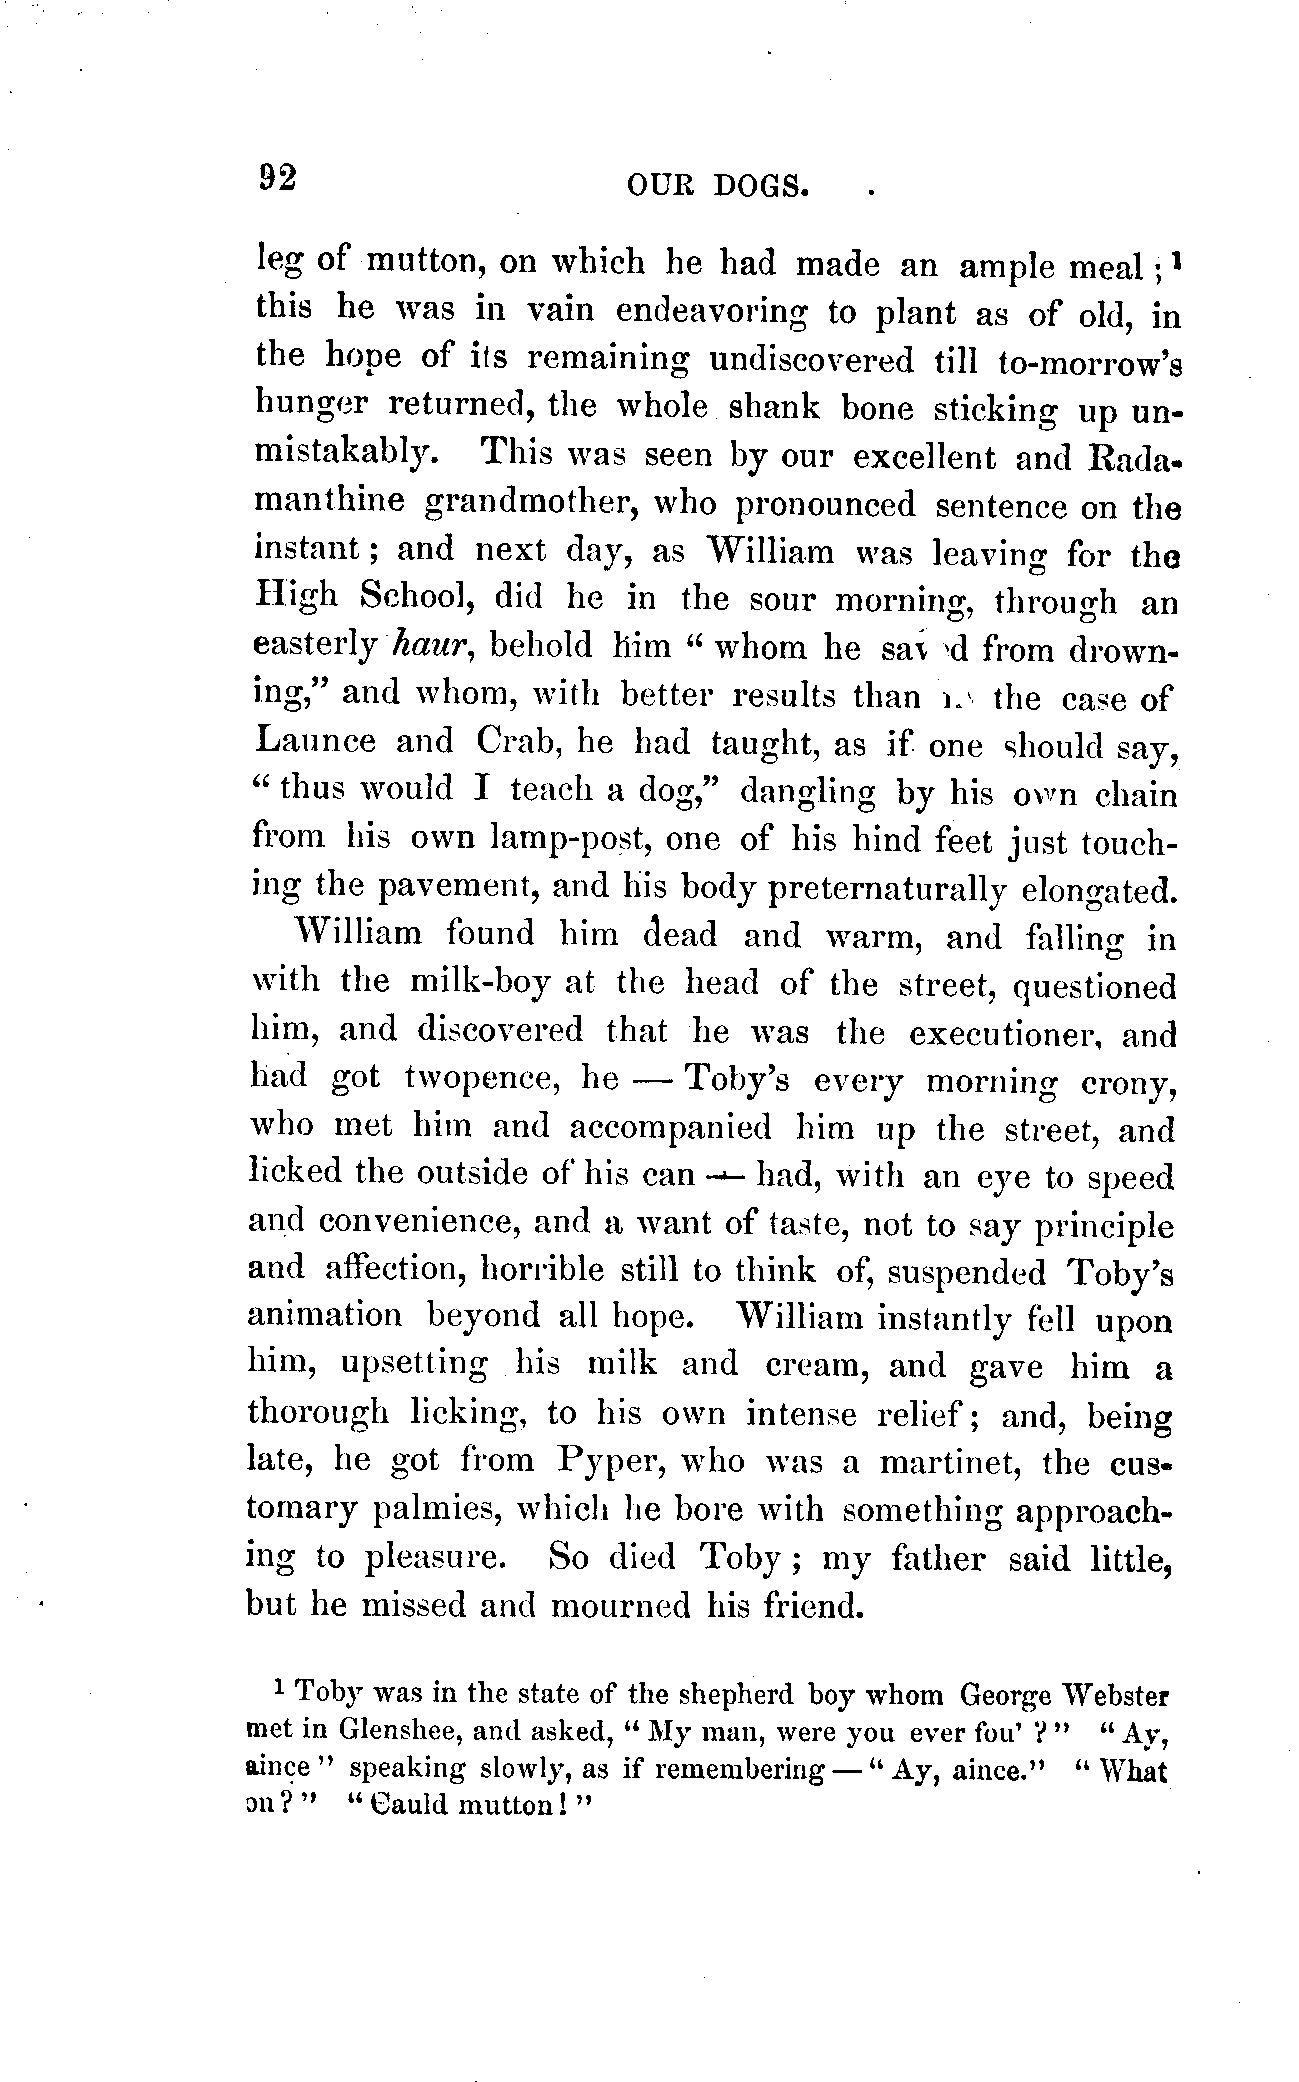 92 OUR DOGS.
leg of mutton, on which he had made an ample meal ; 1
this he was in vain endeavoring to plant as of old, in
the hope of its remaining undiscovered till to-morrow's
hunger returned, the whole shank bone sticking up un-
mistakably. This was seen by our excellent and Rada-
manthine grandmother, who pronounced sentence on the
instant ; and next day, as William was leaving for the
High School, did he in the sour morning, through an
easterly haur, behold him “ whom he sav'd from drown-
ing,” and whom, with better results than in the case of
Launce and Crab, he had taught, as if one should say,
“ thus would I teach a dog,” dangling by his own chain
from his own lamp-post, one of his hind feet just touch-
ing the pavement, and his body preternaturally elongated.
William found him dead and warm, and falling in
with the milk-boy at the head of the street, questioned
him, and discovered that he was the executioner, and
had got twopence, he — Toby's every morning crony,
who met him and accompanied him up the street, and
licked the outside of his can — had, with an eye to speed
and convenience, and a want of taste, not to say principle
and affection, horrible still to think of, suspended Toby's
animation beyond all hope. William instantly fell upon
him, upsetting his milk and cream, and gave him a
thorough licking, to his own intense relief ; and, being
late, he got from Pyper, who was a martinet, the cus-
tomary palmies, which he bore with something approach-
ing to pleasure. So died Toby ; my father said little,
but he missed and mourned his friend.
1 Toby was in the state of the shepherd boy whom George Webster
met in Glenshee, and asked, “ My man, were you ever fou' ? ” “ Ay,
aince ” speaking slowly, as if remembering — “ Ay, aince.” “ What
on ? ” “ Cauld mutton ! ”